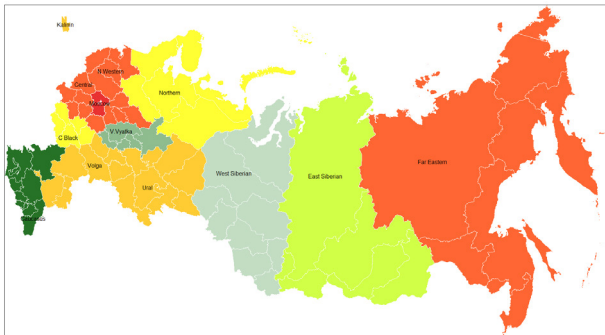 Kalinin
N Western
Central
Moscow
Northern
V.Vyatka
C Black
Volga
Ural
West Siberian
East Siberian
Far Eastern
Caucasus